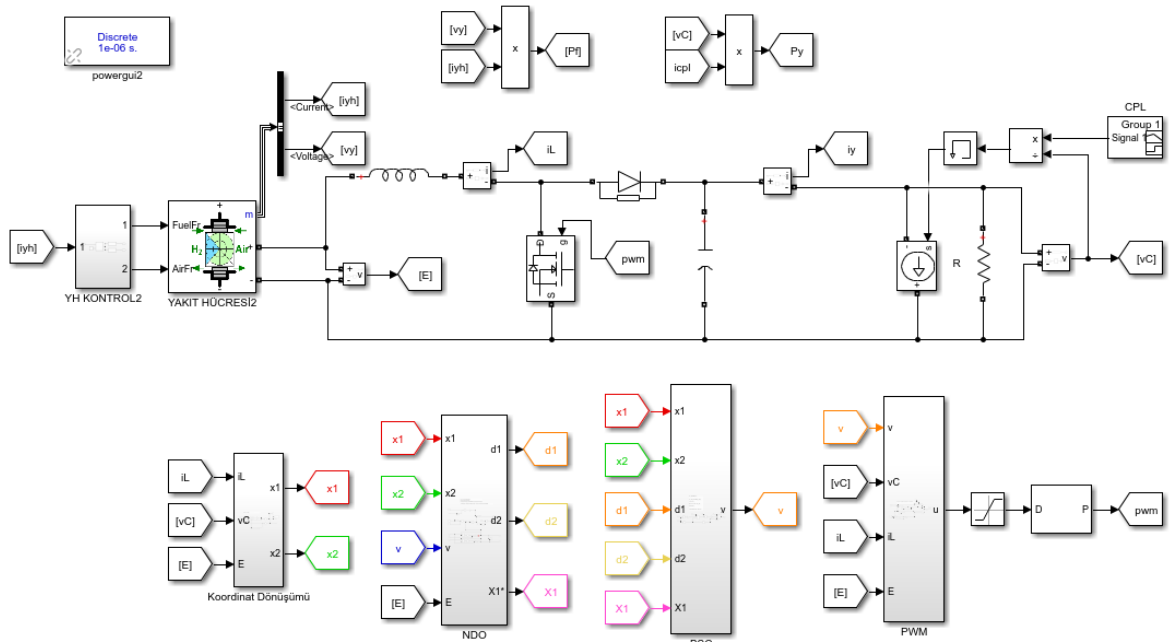 Discrete
1e-06 s.
powergui2
[vy]
[iyh]
x
[Pf]
[vC]
icpl
x
Py
<Current>
[iyh]
<Voltage>
[vy]
iL
iy
CPL
Group 1
Signal 1
x
÷
[iyh]
1
1
2
YH KONTROL2
FuelFr
AirFr
m
+
H2
Air
+
-
-
YAKIT HÜCRESİ2
+
-
v
[E]
+
i
-
D
g
S
pwm
+
i
-
-
s
+
R
+
-
v
[vC]
iL
[vC]
[E]
iL
vC
E
x1
x2
x1
x2
Koordinat Dönüşümü
x1
x2
v
[E]
x1
x2
v
E
d1
d2
X1*
d1
d2
X1
NDO
x1
x2
d1
d2
X1
x1
x2
d1
d2
X1
v
v
v
[vC]
iL
[E]
v
vC
iL
E
u
PWM
D
P
pwm